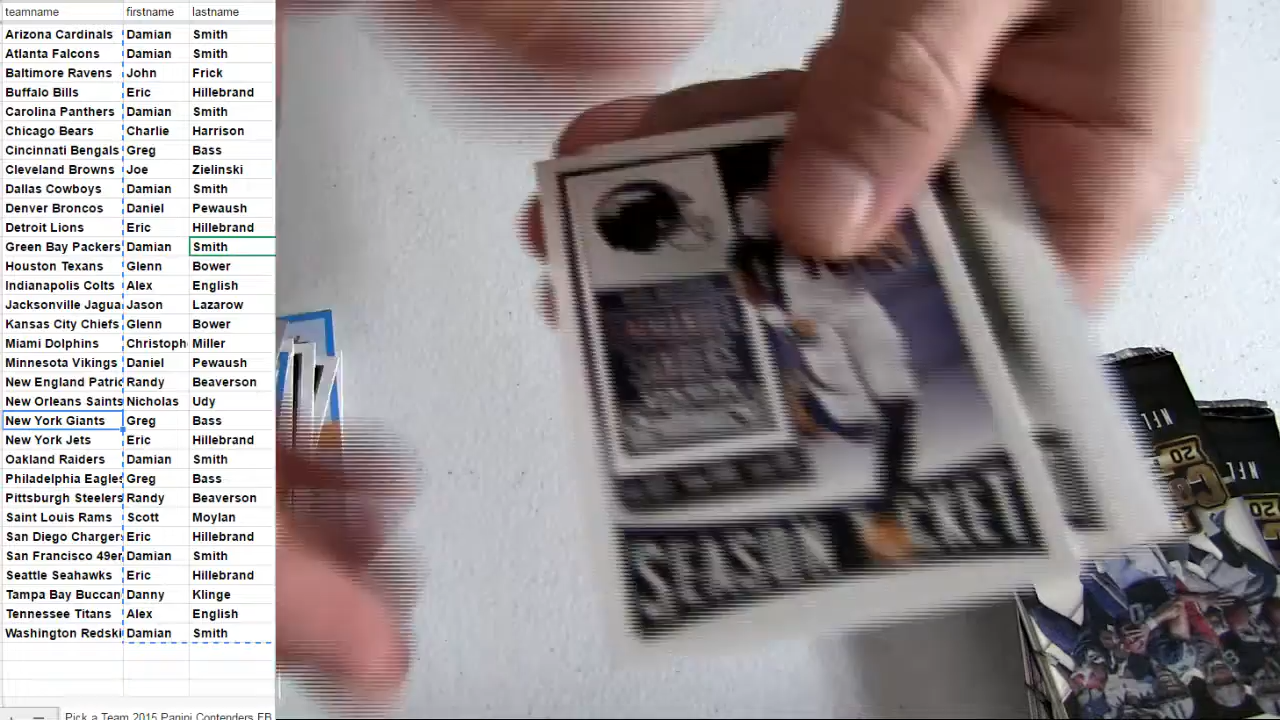 teamname firstname lastname
Arizona Cardinals Damian Smith
Atlanta Falcons Damian Smith
Baltimore Ravens John Frick
Buffalo Bills Eric Hillebrand
Carolina Panthers Damian Smith
Chicago Bears Charlie Harrison
Cincinnati Bengals Greg Bass
Cleveland Browns Joe Zielinski
Dallas Cowboys Damian Smith
Denver Broncos Daniel Pewaush
Detroit Lions Eric Hillebrand
Green Bay Packers Damian Smith
Houston Texans Glenn Bower
Indianapolis Colts Alex English
Jacksonville Jagua Jason Lazarow
Kansas City Chiefs Glenn Bower
Miami Dolphins Christoph Miller
Minnesota Vikings Daniel Pewaush
New England Patric Randy Beaverson
New Orleans Saints Nicholas Udy
New York Giants Greg Bass
New York Jets Eric Hillebrand
Oakland Raiders Damian Smith
Philadelphia Eagles Greg Bass
Pittsburgh Steelers Randy Beaverson
Saint Louis Rams Scott Moylan
San Diego Chargers Eric Hillebrand
San Francisco 49er Damian Smith
Seattle Seahawks Eric Hillebrand
Tampa Bay Buccan Danny Klinge
Tennessee Titans Alex English
Washington Redski Damian Smith
Pick a Team 2015 Panini Contenders FB
SEASON TICKET
NFL
20
NFL
20